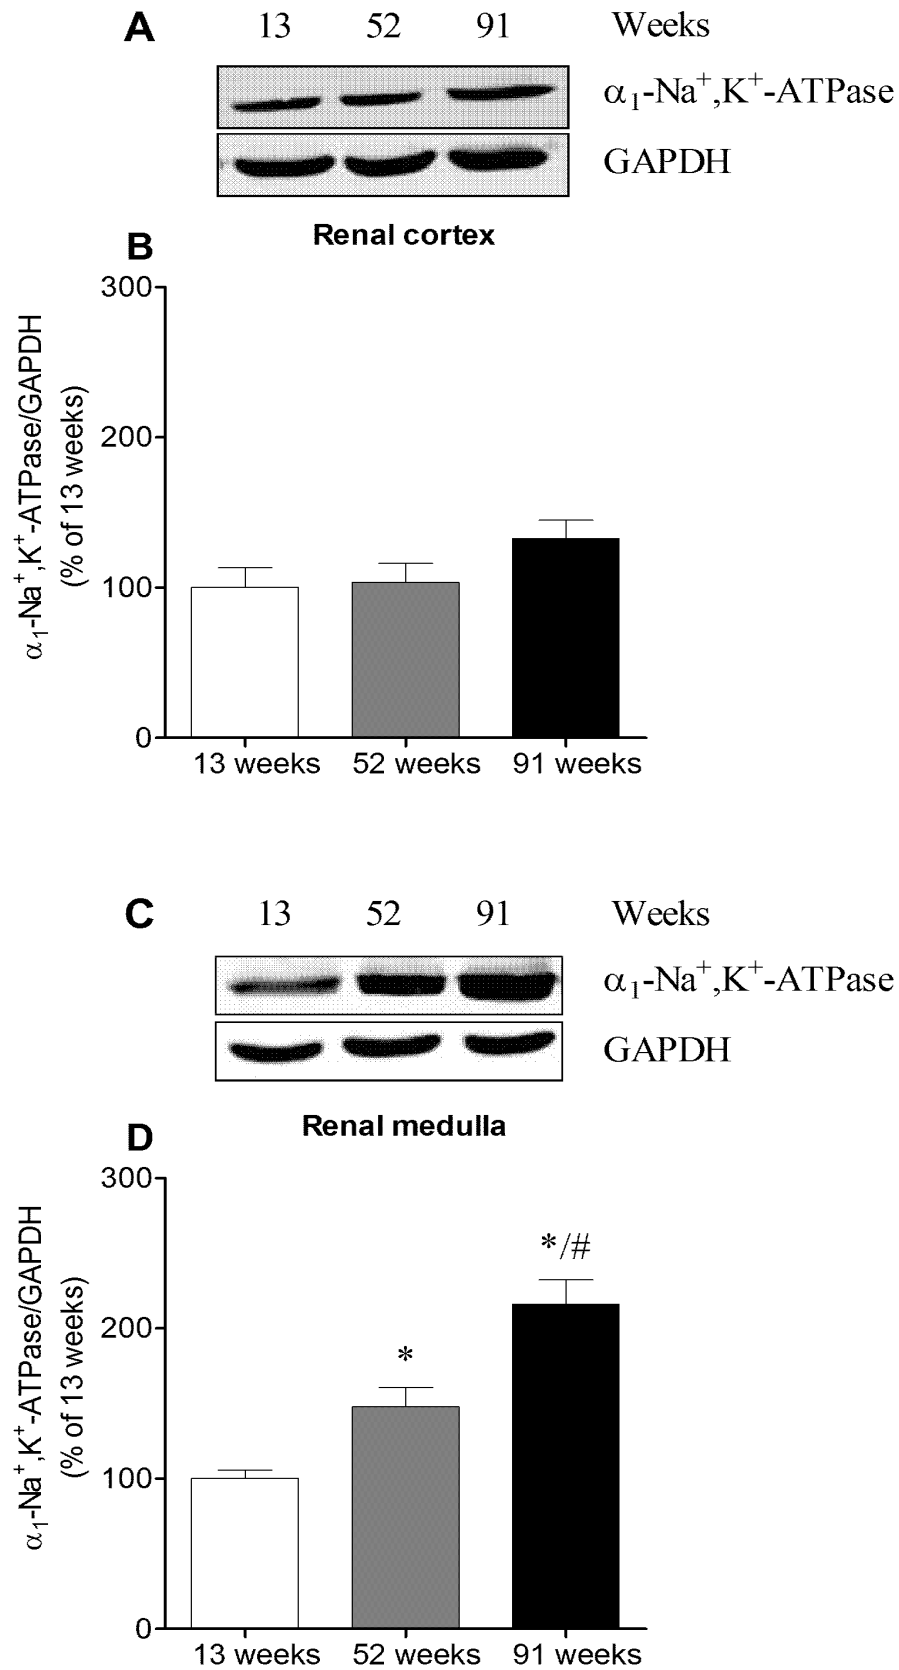 A 13 52 91 Weeks
α₁-Na⁺,K⁺-ATPase
GAPDH
B Renal cortex
α₁-Na⁺,K⁺-ATPase/GAPDH
(% of 13 weeks)
300
200
100
0
13 weeks 52 weeks 91 weeks
C 13 52 91 Weeks
α₁-Na⁺,K⁺-ATPase
GAPDH
D Renal medulla
α₁-Na⁺,K⁺-ATPase/GAPDH
(% of 13 weeks)
300
200
100
0
*
*/#
13 weeks 52 weeks 91 weeks